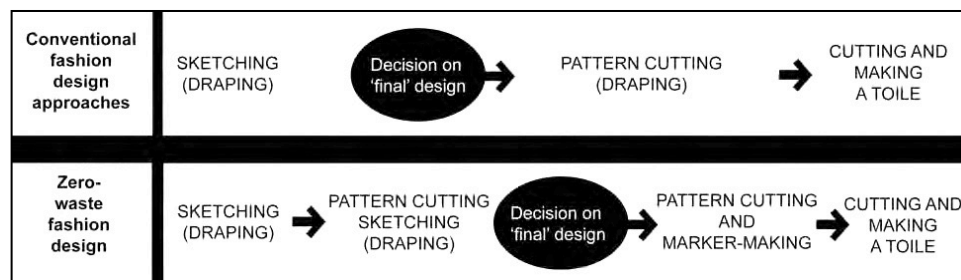 Conventional
fashion
design
approaches
SKETCHING
(DRAPING)
Decision on
‘final’ design
PATTERN CUTTING
(DRAPING)
CUTTING AND
MAKING
A TOILE
Zero-
waste
fashion
design
SKETCHING
(DRAPING)
PATTERN CUTTING
SKETCHING
(DRAPING)
Decision on
‘final’ design
PATTERN CUTTING
AND
MARKER-MAKING
CUTTING AND
MAKING
A TOILE